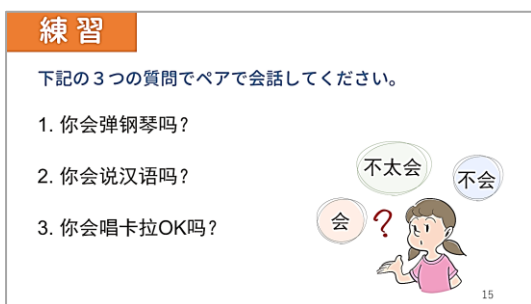 練習
下記の３つの質問でペアで会話してください。
1. 你会弹钢琴吗？
2. 你会说汉语吗？
3. 你会唱卡拉OK吗？
不太会
不会
会
?
15